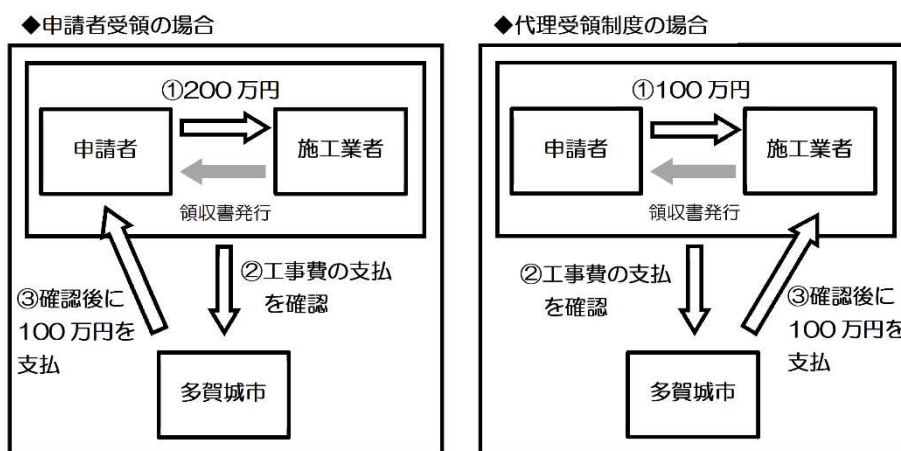 ◆申請者受領の場合
①200万円
申請者
施工業者
領収書発行
②工事費の支払
を確認
③確認後に
100万円を
支払
多賀城市
◆代理受領制度の場合
①100万円
申請者
施工業者
領収書発行
②工事費の支払
を確認
③確認後に
100万円を
支払
多賀城市